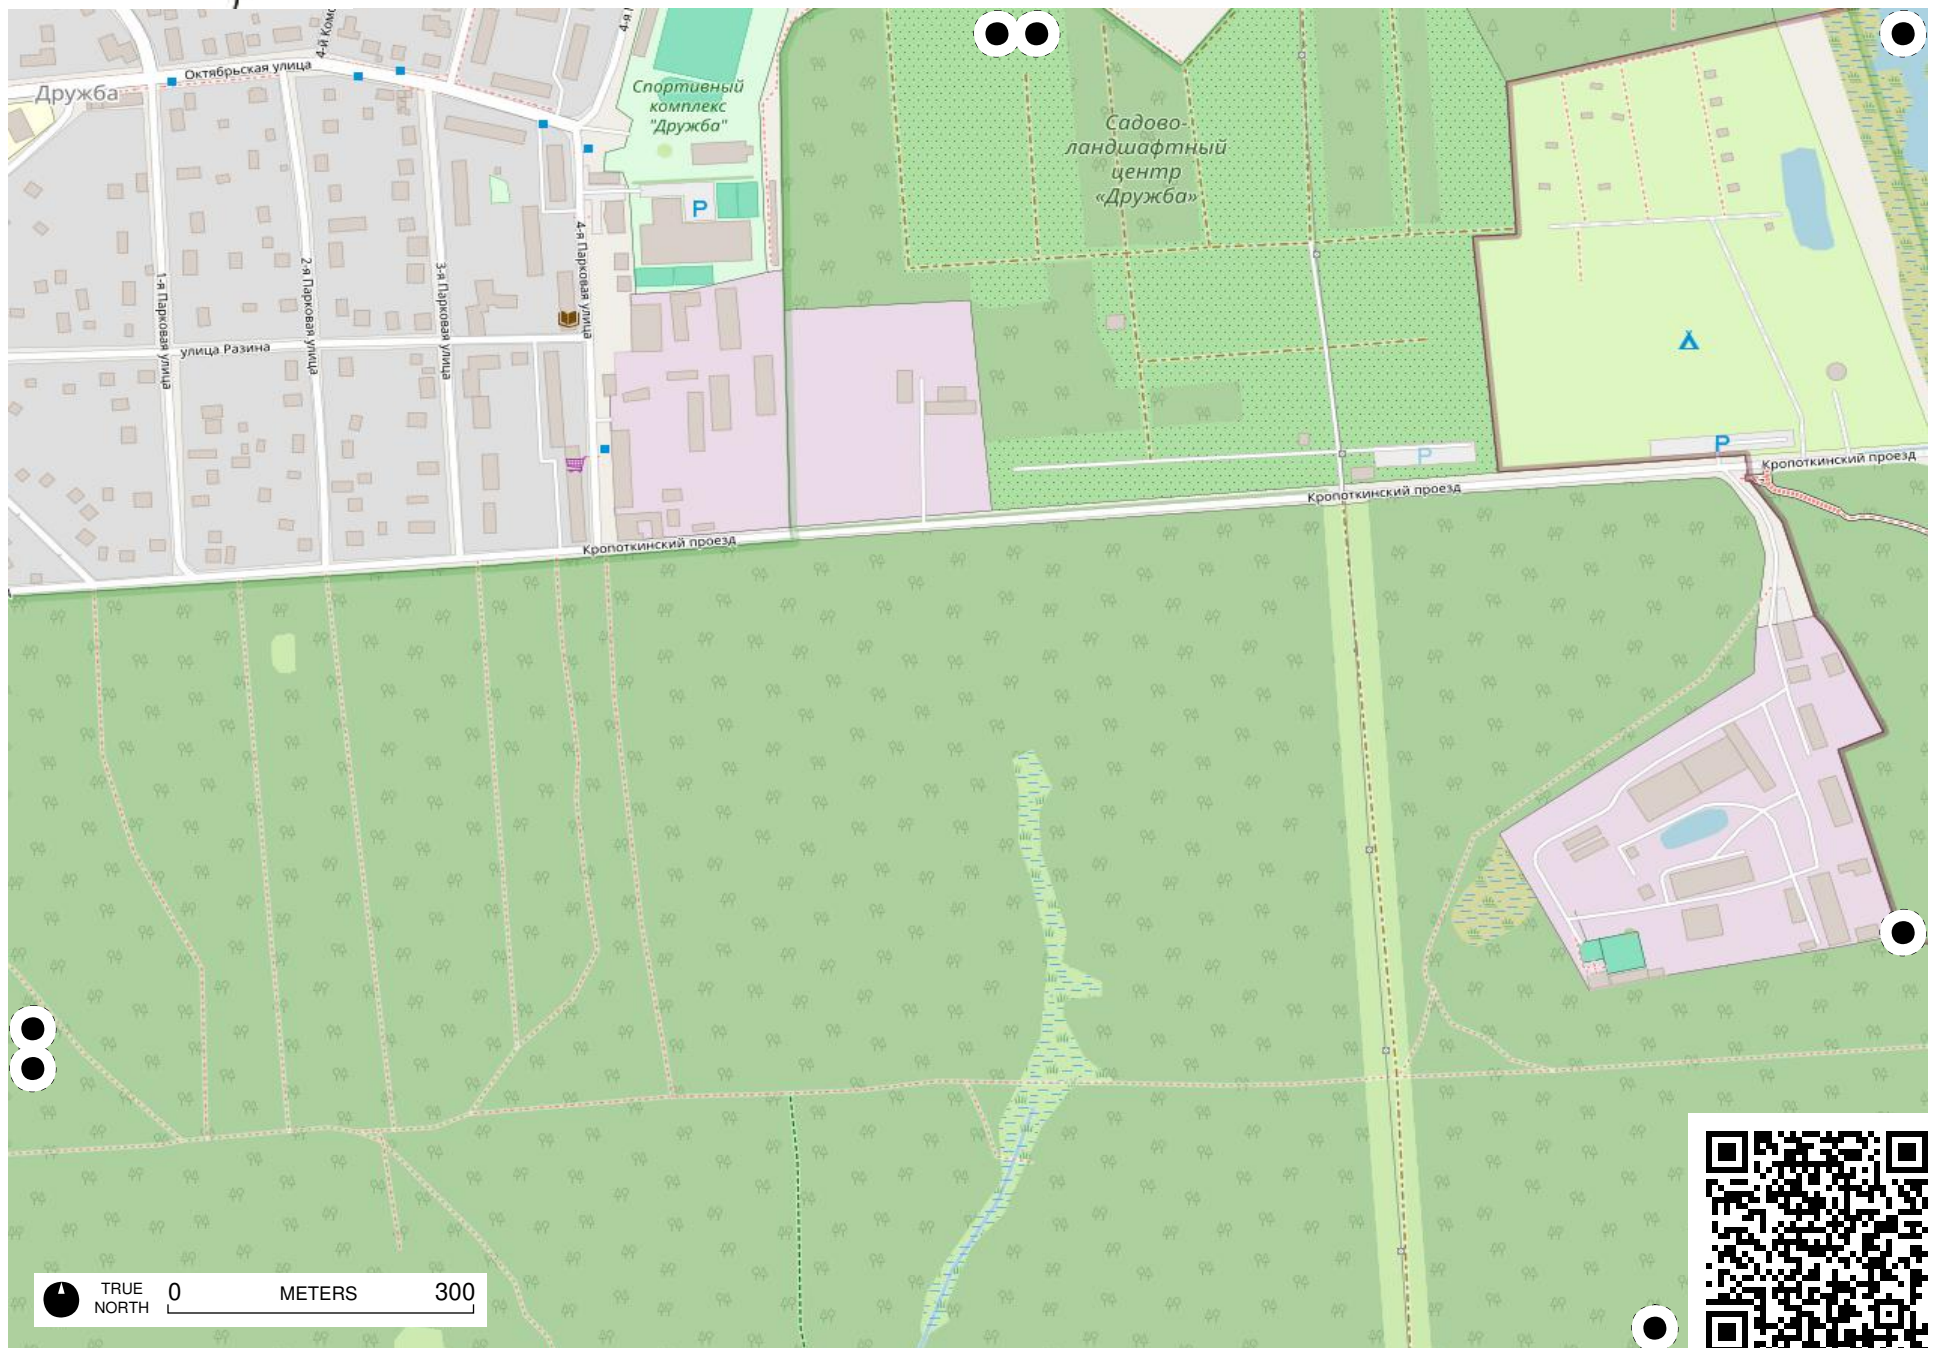 4-й Комс
4-я
Октябрьская улица
Дружба
Спортивный
комплекс
"Дружба"
Садово-
ландшафтный
центр
«Дружба»
P
1-я Парковая улица
2-я Парковая улица
3-я Парковая улица
4-я Парковая улица
улица Разина
P
P
Кропоткинский проезд
Кропоткинский проезд
Кропоткинский проезд
TRUE
NORTH
0 METERS 300